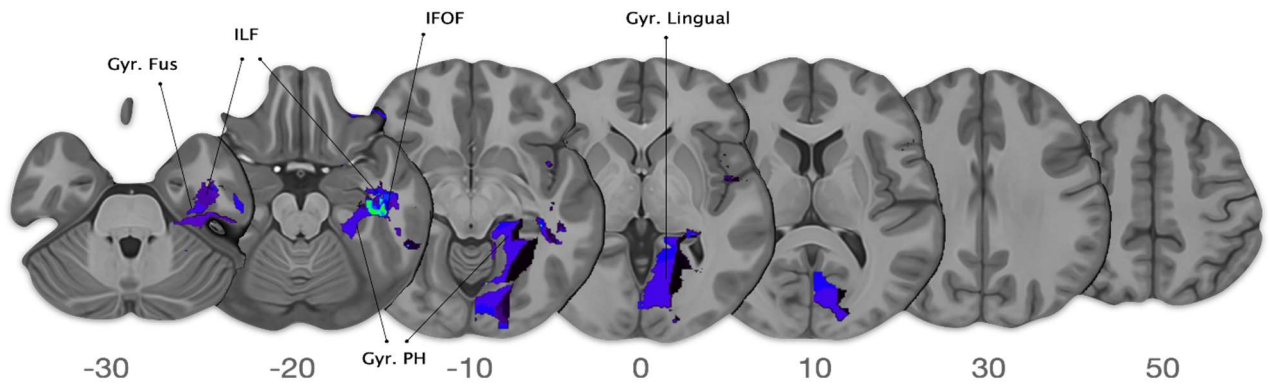 IFOF
Gyr. Lingual
ILF
Gyr. Fus
Gyr. PH
-30 -20 -10 0 10 30 50